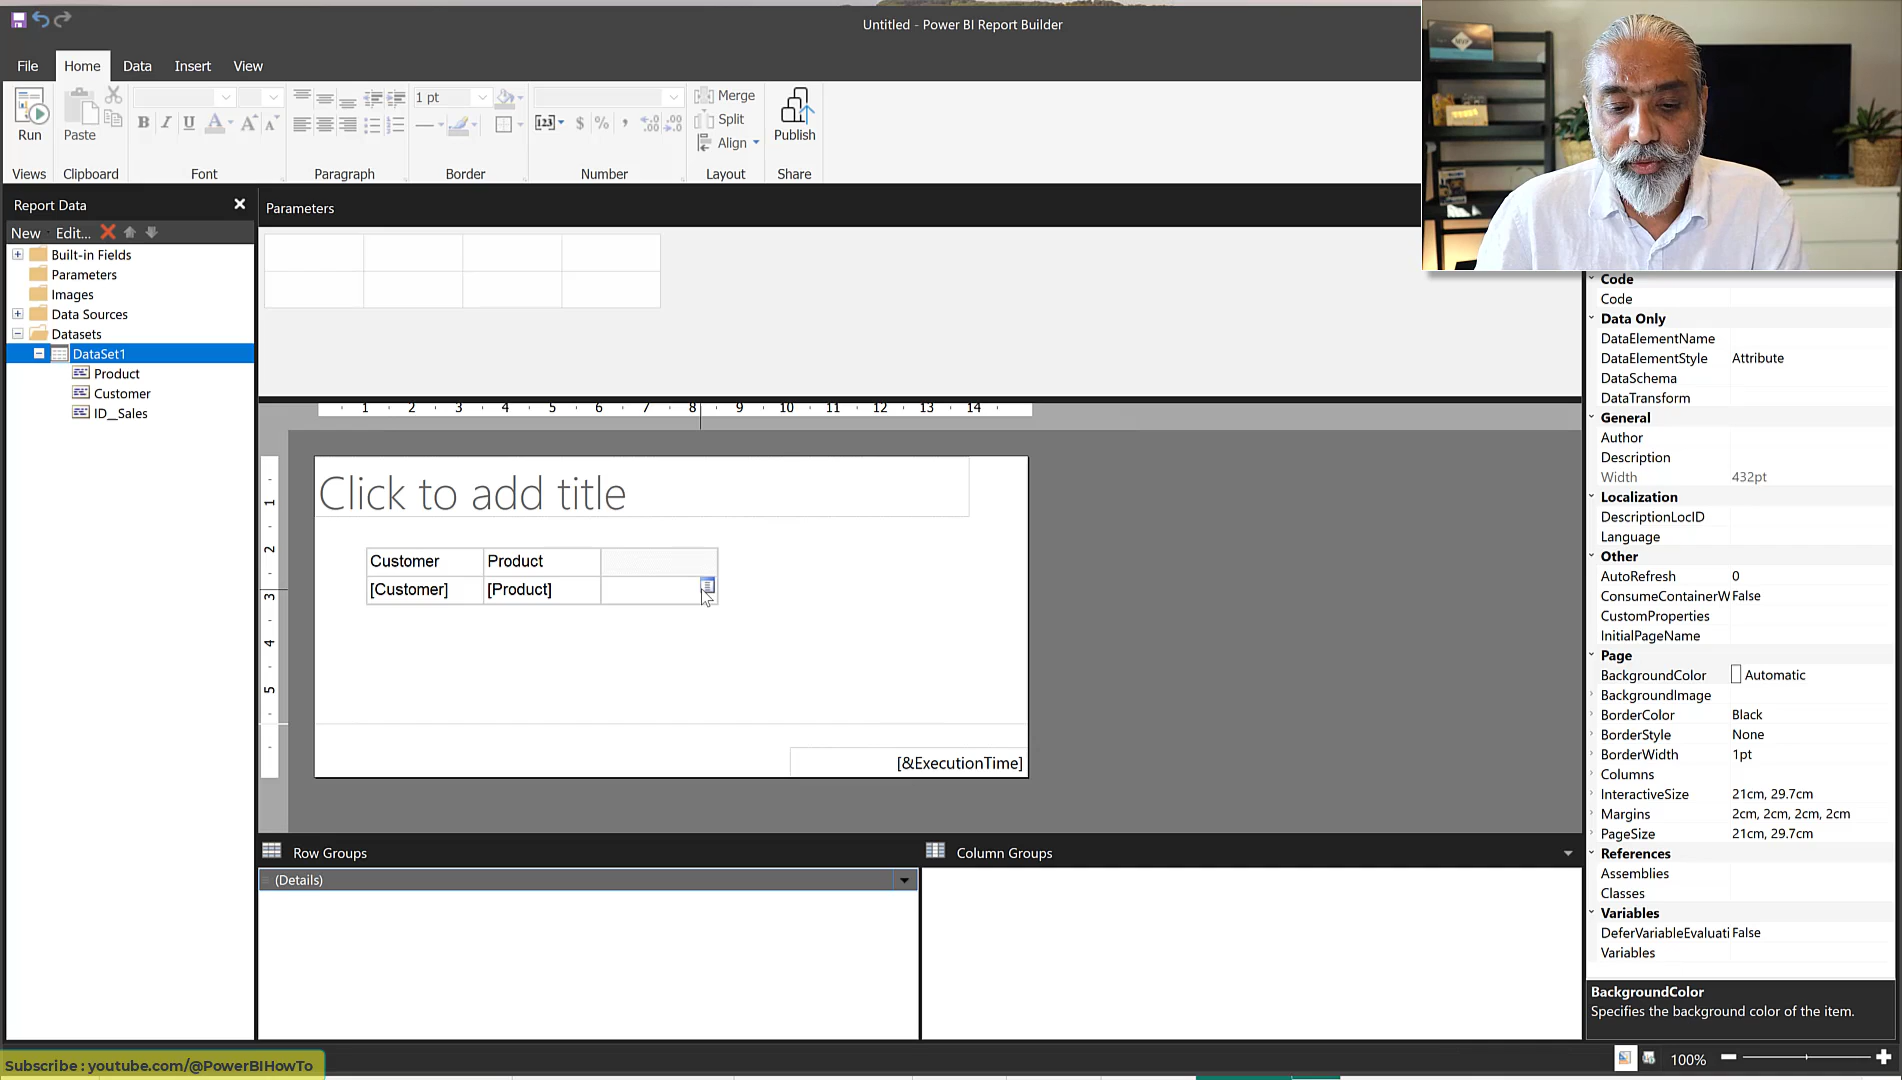 Untitled - Power BI Report Builder
File Home Data Insert View
Run
Paste
1 pt
Merge
Split
Align
Publish
Views Clipboard Font Paragraph Border Number Layout Share
Report Data
New Edit...
Built-in Fields
Parameters
Images
Data Sources
Datasets
DataSet1
Product
Customer
ID__Sales
Parameters
1 2 3 4 5 6 7 8 9 10 11 12 13 14
1
2
3
4
5
Click to add title
Customer Product
[Customer] [Product]
[&ExecutionTime]
Row Groups
(Details)
Column Groups
Code
Code
Data Only
DataElementName
DataElementStyle Attribute
DataSchema
DataTransform
General
Author
Description
Width 432pt
Localization
DescriptionLocID
Language
Other
AutoRefresh 0
ConsumeContainerW False
CustomProperties
InitialPageName
Page
BackgroundColor Automatic
BackgroundImage
BorderColor Black
BorderStyle None
BorderWidth 1pt
Columns
InteractiveSize 21cm, 29.7cm
Margins 2cm, 2cm, 2cm, 2cm
PageSize 21cm, 29.7cm
References
Assemblies
Classes
Variables
DeferVariableEvaluati False
Variables
BackgroundColor
Specifies the background color of the item.
100%
Subscribe : youtube.com/@PowerBIHowTo